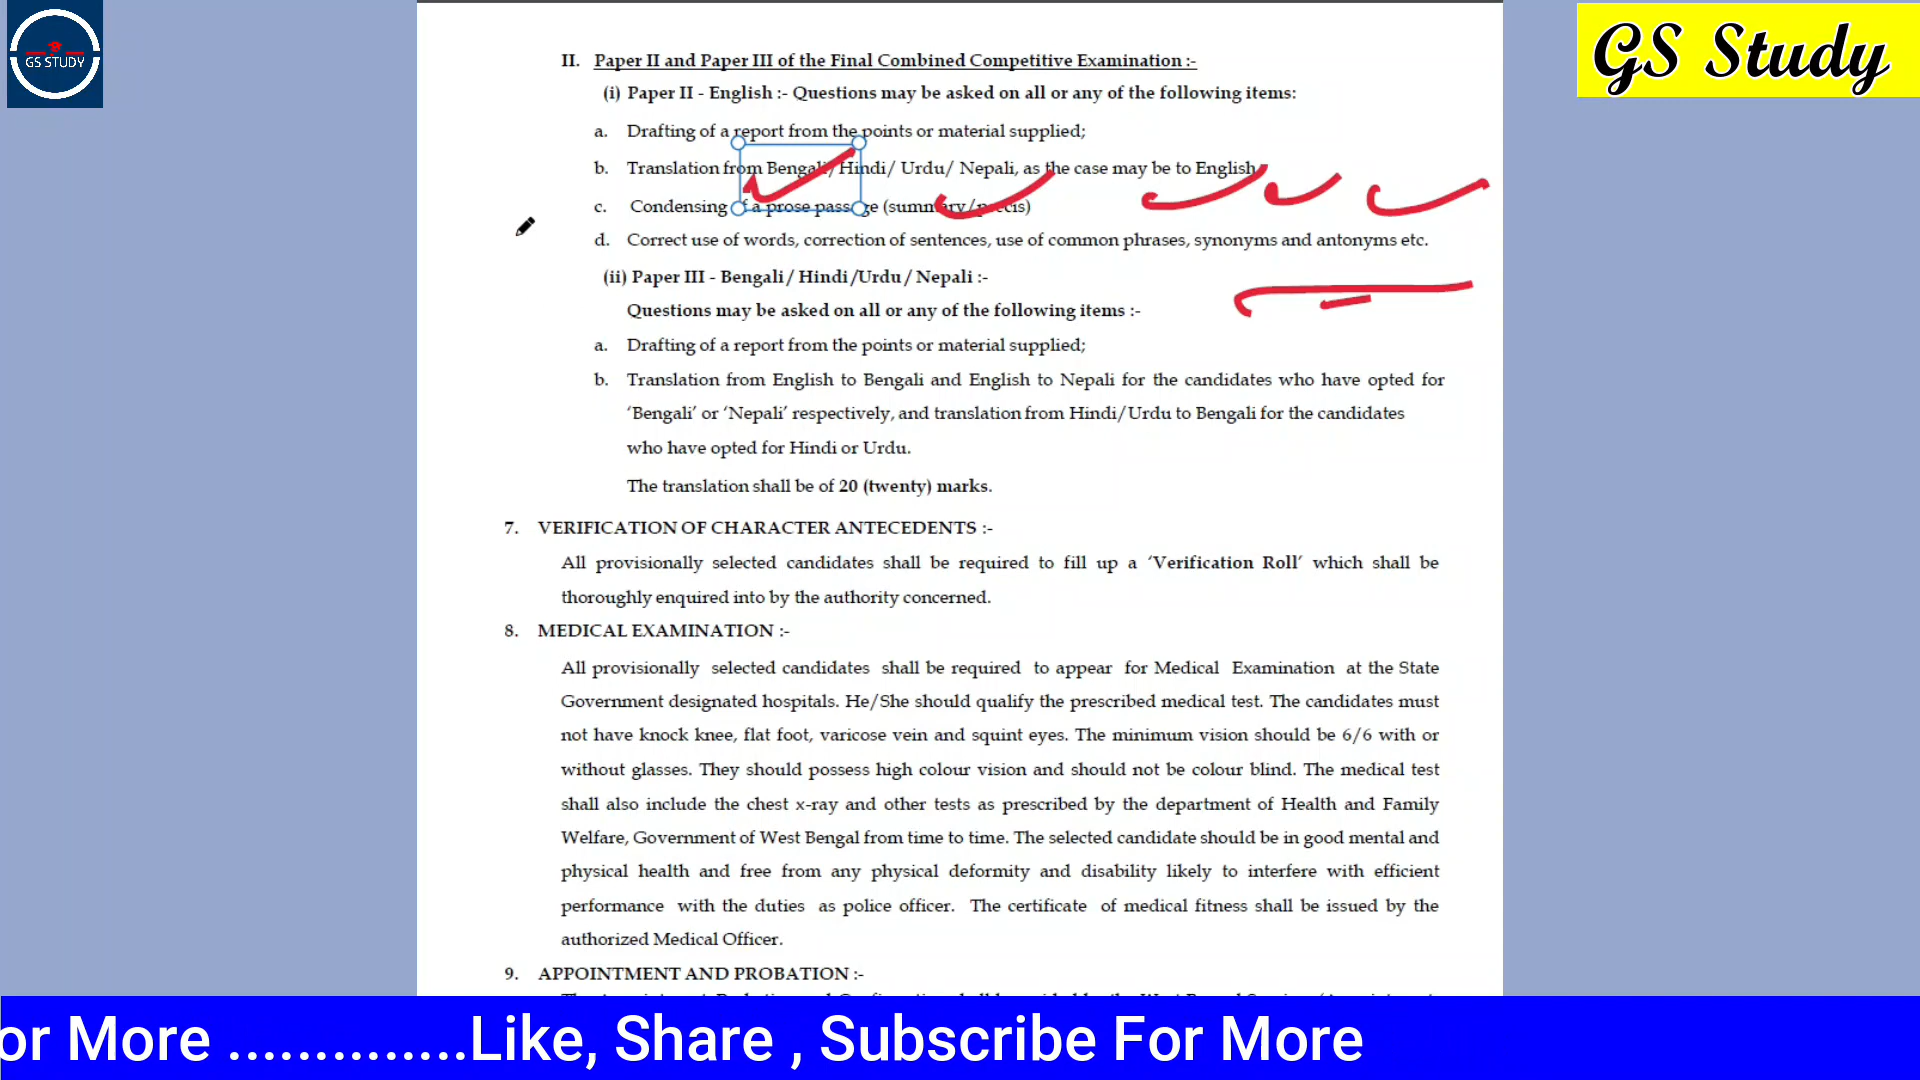 GS STUDY
GS Study
II. Paper II and Paper III of the Final Combined Competitive Examination :-
(i) Paper II - English :- Questions may be asked on all or any of the following items:
a. Drafting of a report from the points or material supplied;
b. Translation from Bengali/ Hindi/ Urdu/ Nepali, as the case may be to English
c. Condensing of a prose passage (summary/precis)
d. Correct use of words, correction of sentences, use of common phrases, synonyms and antonyms etc.
(ii) Paper III - Bengali / Hindi /Urdu / Nepali :-
Questions may be asked on all or any of the following items :-
a. Drafting of a report from the points or material supplied;
b. Translation from English to Bengali and English to Nepali for the candidates who have opted for
‘Bengali’ or ‘Nepali’ respectively, and translation from Hindi/Urdu to Bengali for the candidates
who have opted for Hindi or Urdu.
The translation shall be of 20 (twenty) marks.
7. VERIFICATION OF CHARACTER ANTECEDENTS :-
All provisionally selected candidates shall be required to fill up a ‘Verification Roll’ which shall be
thoroughly enquired into by the authority concerned.
8. MEDICAL EXAMINATION :-
All provisionally selected candidates shall be required to appear for Medical Examination at the State
Government designated hospitals. He/She should qualify the prescribed medical test. The candidates must
not have knock knee, flat foot, varicose vein and squint eyes. The minimum vision should be 6/6 with or
without glasses. They should possess high colour vision and should not be colour blind. The medical test
shall also include the chest x-ray and other tests as prescribed by the department of Health and Family
Welfare, Government of West Bengal from time to time. The selected candidate should be in good mental and
physical health and free from any physical deformity and disability likely to interfere with efficient
performance with the duties as police officer. The certificate of medical fitness shall be issued by the
authorized Medical Officer.
9. APPOINTMENT AND PROBATION :-
or More ..............Like, Share , Subscribe For More